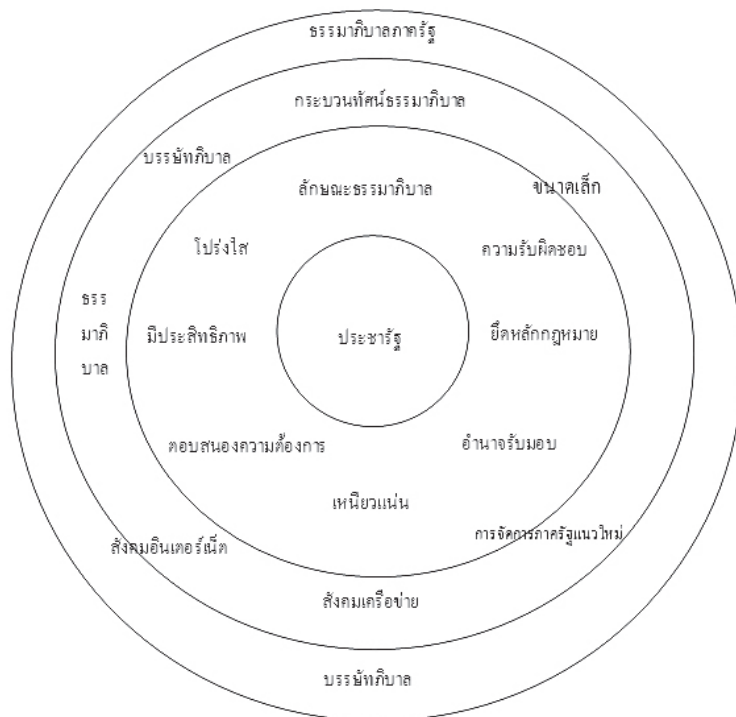 ธรรมาภิบาลภาครัฐ
กระบวนทัศน์ธรรมาภิบาล
บรรษัทภิบาล
ลักษณะธรรมาภิบาล
ขนาดเล็ก
โปร่งใส
ความรับผิดชอบ
ธรร
มาภิ
บาล
มีประสิทธิภาพ
ประชารัฐ
ยึดหลักกฎหมาย
ตอบสนองความต้องการ
อำนาจรับมอบ
เหนียวแน่น
สังคมอินเตอร์เน็ต
การจัดการภาครัฐแนวใหม่
สังคมเครือข่าย
บรรษัทภิบาล